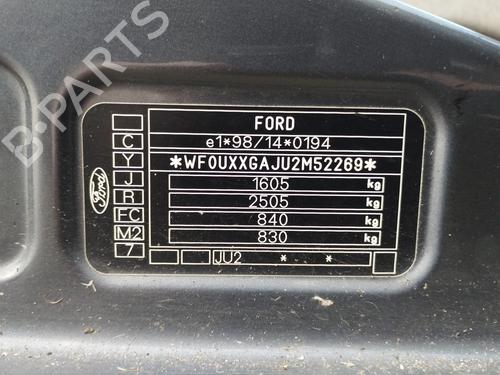 FORD
C e1*98/14*0194
Y *WF0UXXGAJU2M52269*
J 1605 kg
R 2505 kg
FC 840 kg
M2 830 kg
7 JU2 * *
Ford
B-PARTS